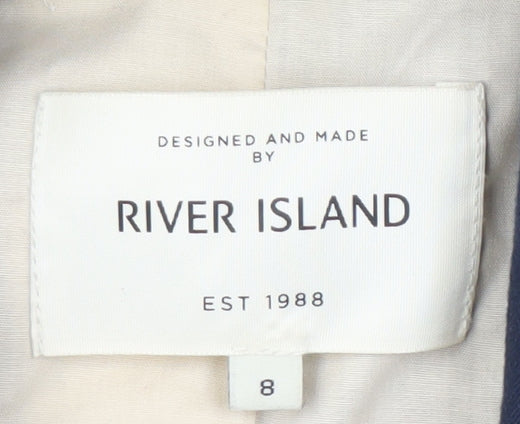 DESIGNED AND MADE
BY
RIVER ISLAND
EST 1988
8